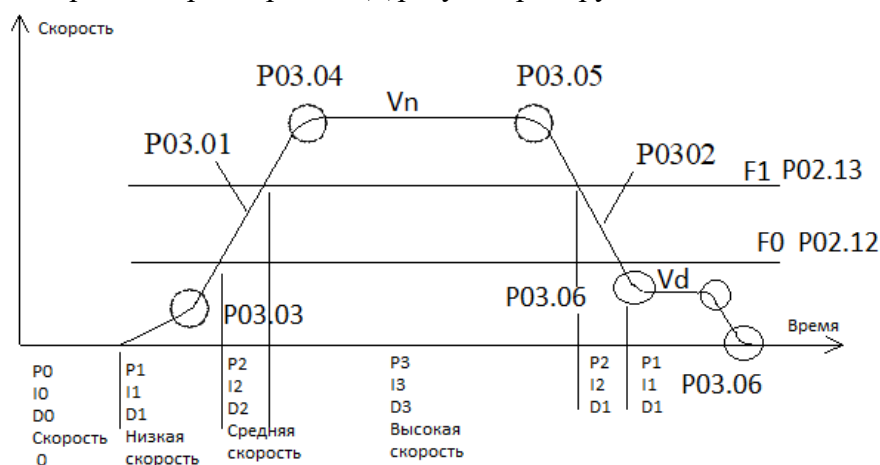 Скорость
P03.04
P03.05
Vn
P03.01
P0302
F1 P02.13
F0 P02.12
P03.06
Vd
P03.03
Время
P03.06
P0
I0
D0
Скорость
0
P1
I1
D1
Низкая
скорость
P2
I2
D2
Средняя
скорость
P3
I3
D3
Высокая
скорость
P2
I2
D1
P1
I1
D1